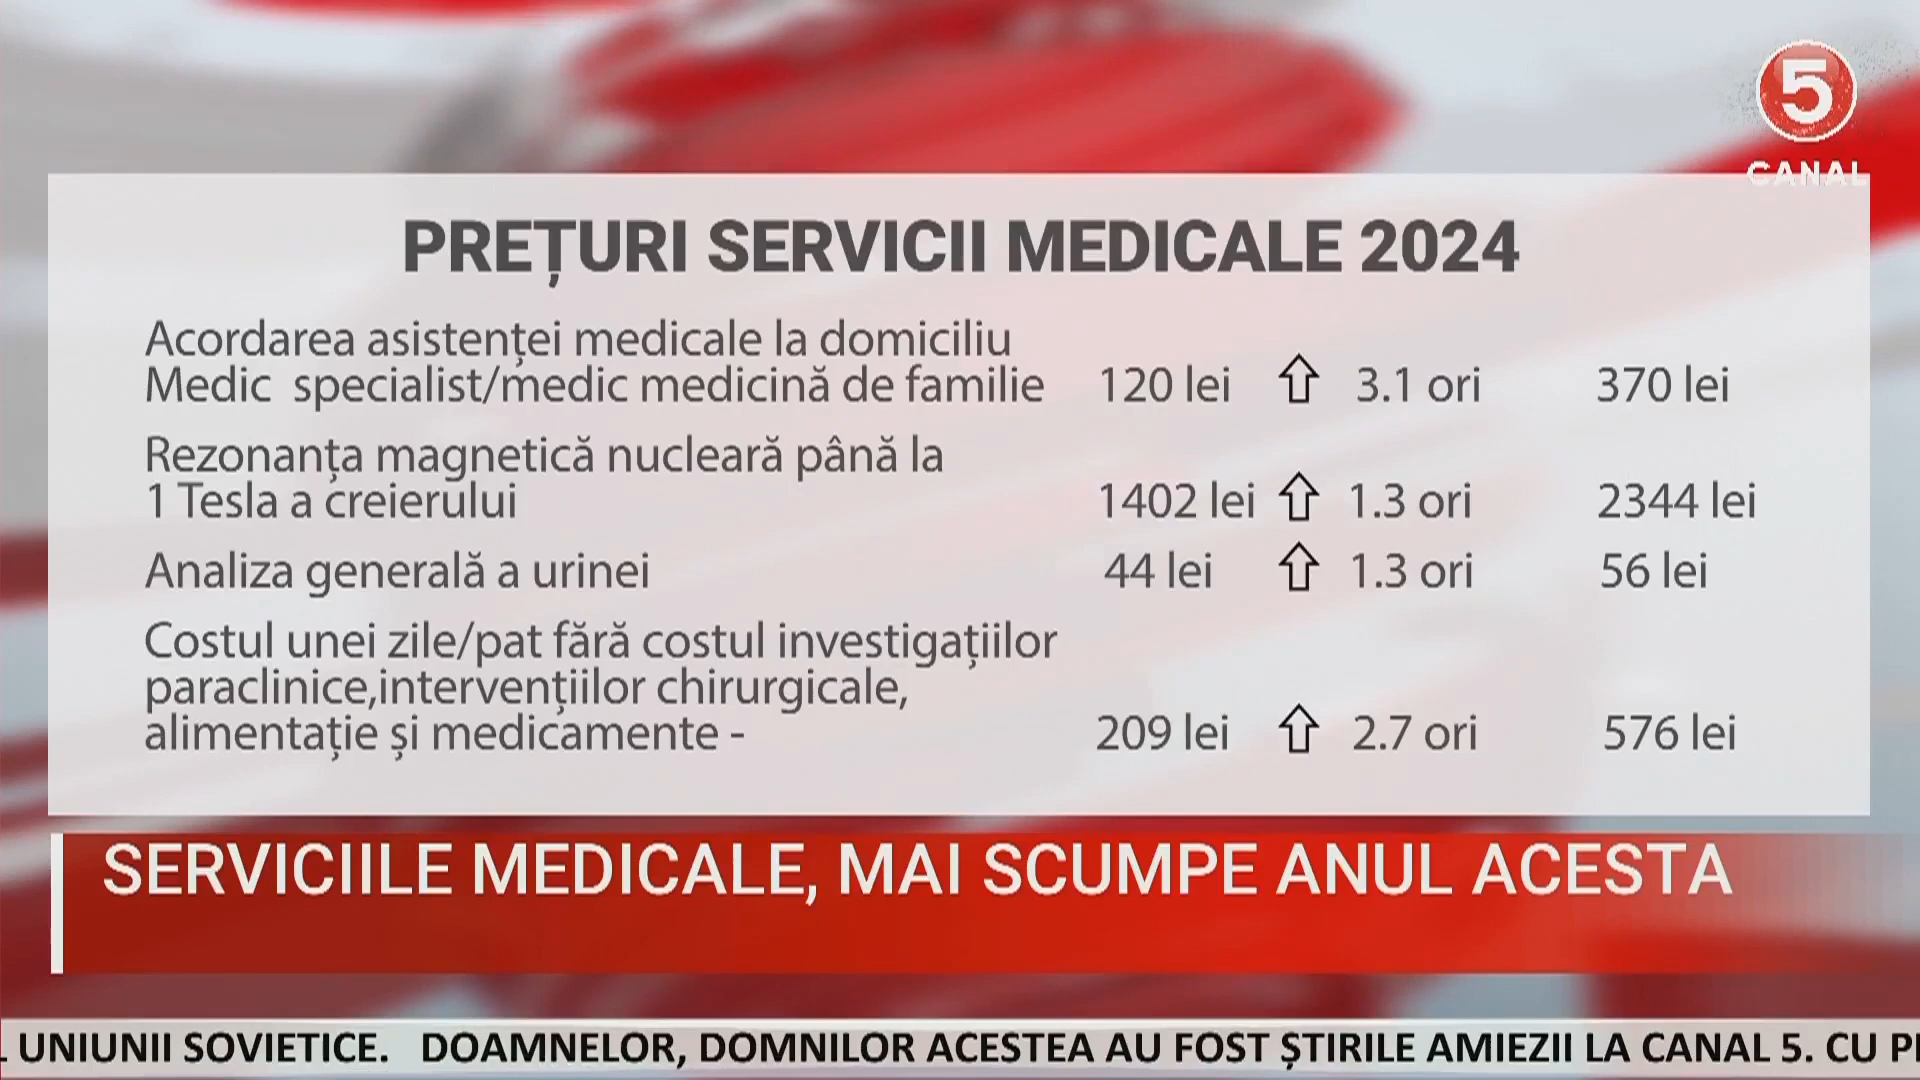 5
CANAL
PREȚURI SERVICII MEDICALE 2024
Acordarea asistenței medicale la domiciliu
Medic specialist/medic medicină de familie 120 lei ⇧ 3.1 ori 370 lei
Rezonanța magnetică nucleară până la
1 Tesla a creierului 1402 lei ⇧ 1.3 ori 2344 lei
Analiza generală a urinei 44 lei ⇧ 1.3 ori 56 lei
Costul unei zile/pat fără costul investigațiilor
paraclinice,intervențiilor chirurgicale,
alimentație și medicamente - 209 lei ⇧ 2.7 ori 576 lei
SERVICIILE MEDICALE, MAI SCUMPE ANUL ACESTA
UNIUNII SOVIETICE. DOAMNELOR, DOMNILOR ACESTEA AU FOST ȘTIRILE AMIEZII LA CANAL 5. CU